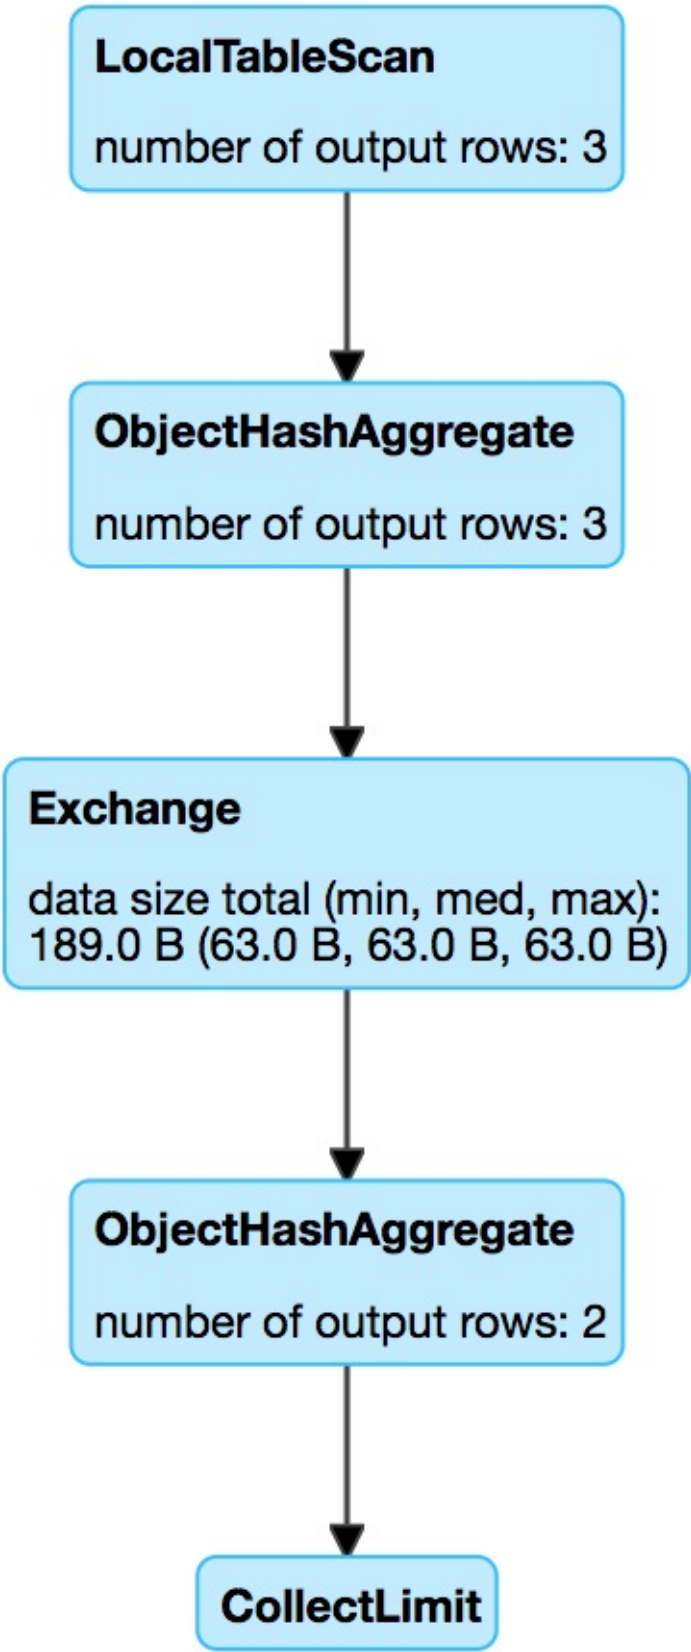 LocalTableScan
number of output rows: 3
ObjectHashAggregate
number of output rows: 3
Exchange
data size total (min, med, max):
189.0 B (63.0 B, 63.0 B, 63.0 B)
ObjectHashAggregate
number of output rows: 2
CollectLimit